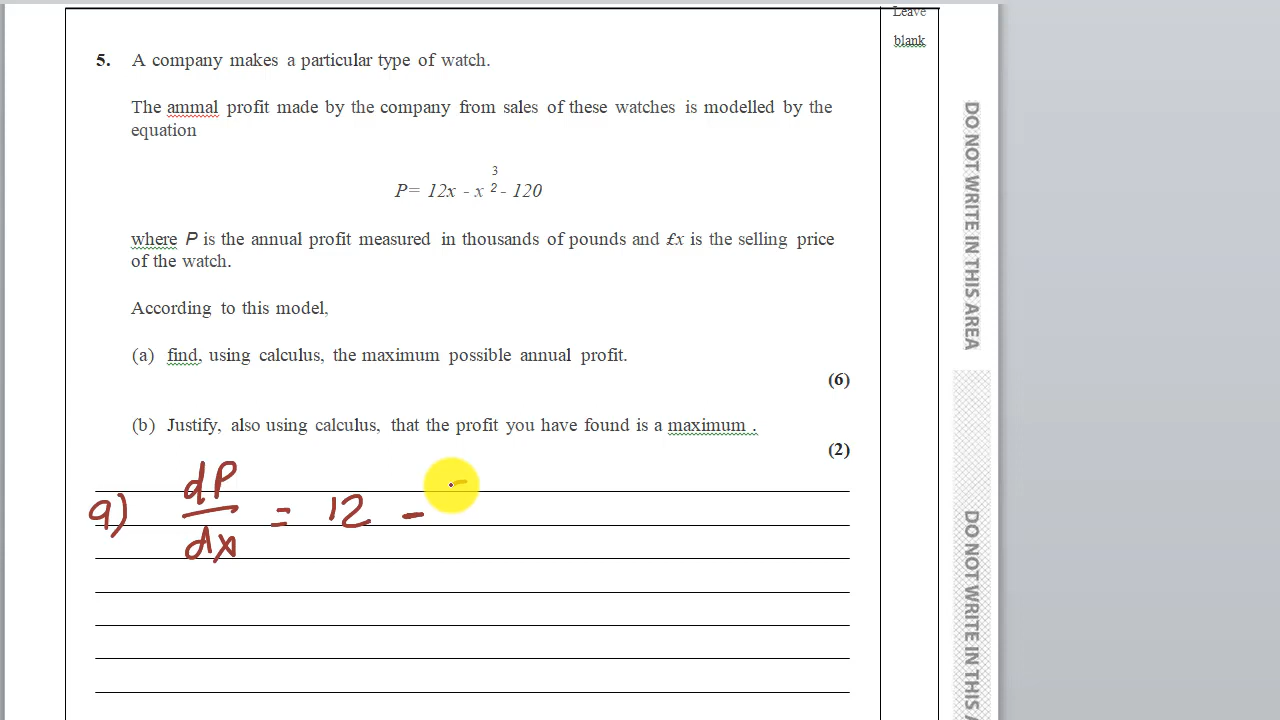 Leave
blank
5. A company makes a particular type of watch.
The ammal profit made by the company from sales of these watches is modelled by the
equation
3
P= 12x - x 2 - 120
where P is the annual profit measured in thousands of pounds and £x is the selling price
of the watch.
According to this model,
(a) find, using calculus, the maximum possible annual profit.
(6)
(b) Justify, also using calculus, that the profit you have found is a maximum .
(2)
a) dP
dx = 12 -
DO NOT WRITE IN THIS AREA
DO NOT WRITE IN THIS A